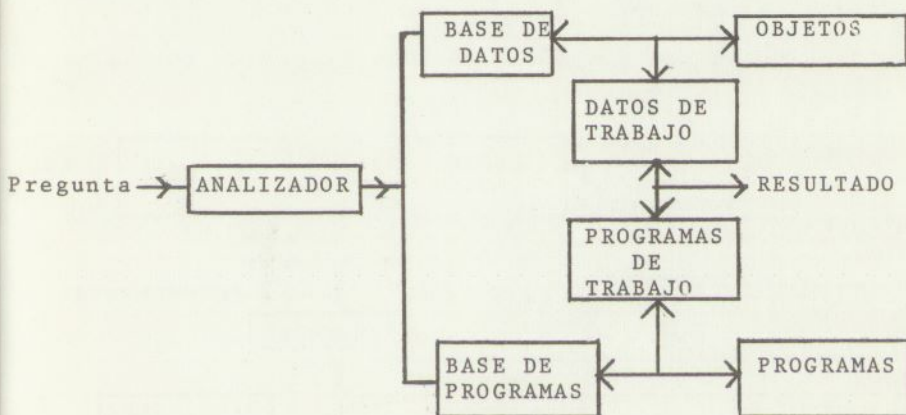 BASE DE
DATOS
OBJETOS
DATOS DE
TRABAJO
Pregunta
ANALIZADOR
RESULTADO
PROGRAMAS
DE
TRABAJO
BASE DE
PROGRAMAS
PROGRAMAS